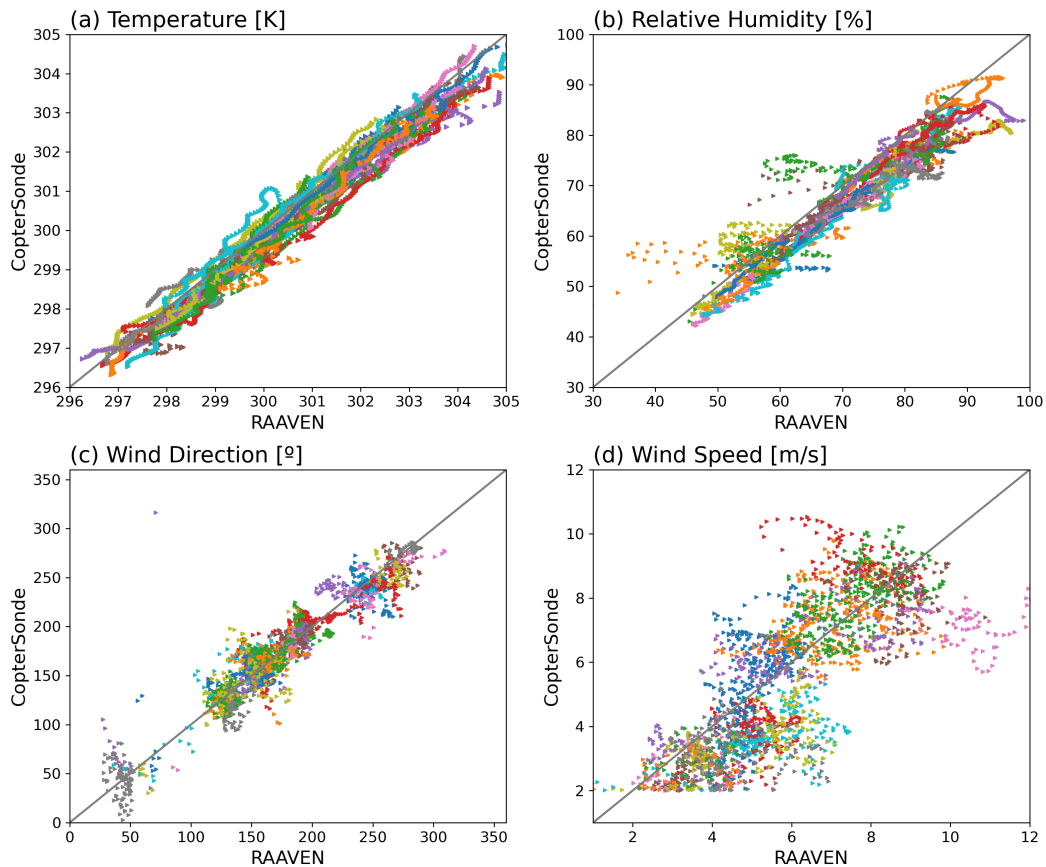 (a) Temperature [K]
305
304
303
302
301
300
299
298
297
296
CopterSonde
296 297 298 299 300 301 302 303 304 305
RAAVEN
(b) Relative Humidity [%]
100
90
80
70
60
50
40
30
CopterSonde
30 40 50 60 70 80 90 100
RAAVEN
(c) Wind Direction [º]
350
300
250
200
150
100
50
0
CopterSonde
0 50 100 150 200 250 300 350
RAAVEN
(d) Wind Speed [m/s]
12
10
8
6
4
2
CopterSonde
2 4 6 8 10 12
RAAVEN